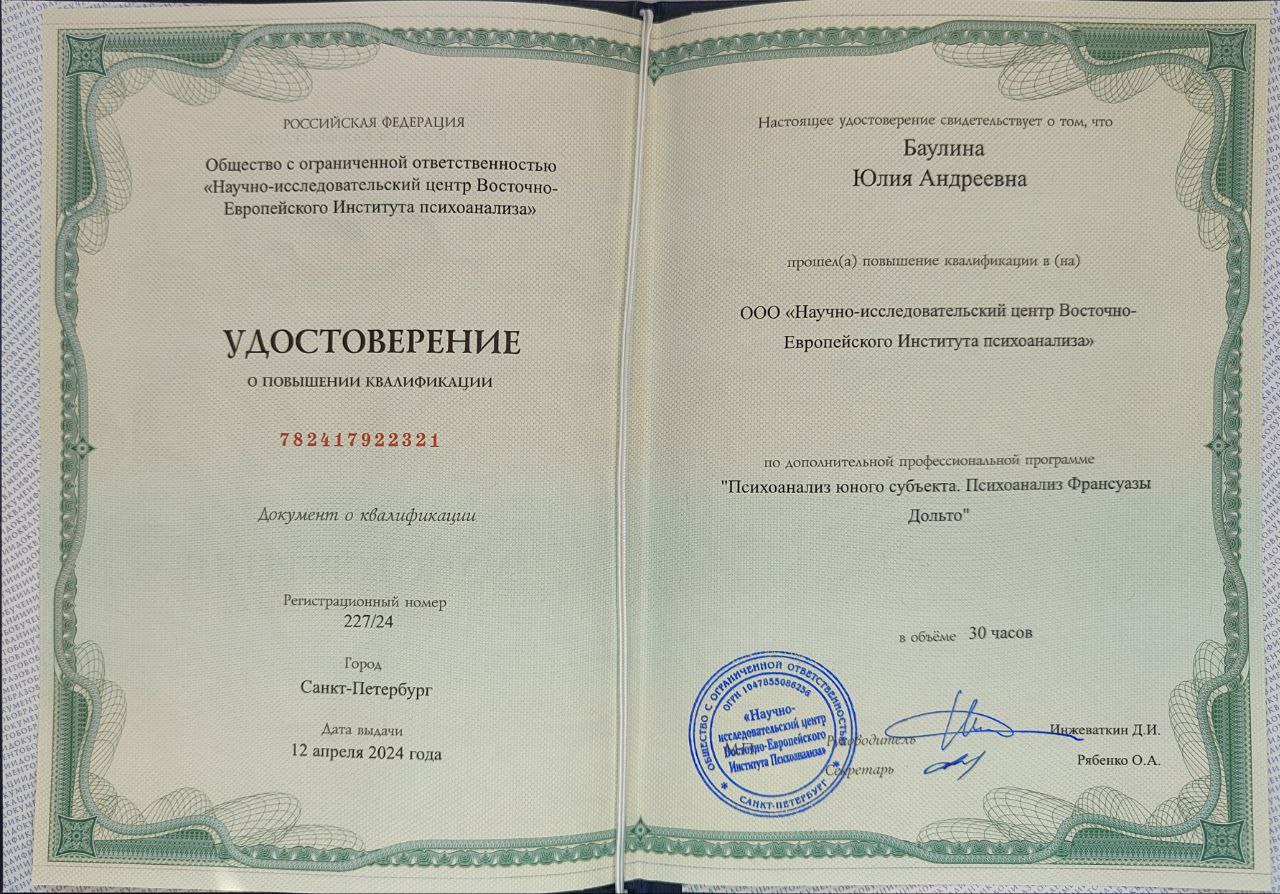 РОССИЙСКАЯ ФЕДЕРАЦИЯ
Общество с ограниченной ответственностью
«Научно-исследовательский центр Восточно-
Европейского Института психоанализа»
УДОСТОВЕРЕНИЕ
О ПОВЫШЕНИИ КВАЛИФИКАЦИИ
782417922321
Документ о квалификации
Регистрационный номер
227/24
Город
Санкт-Петербург
Дата выдачи
12 апреля 2024 года
Настоящее удостоверение свидетельствует о том, что
Баулина
Юлия Андреевна
прошел(а) повышение квалификации в (на)
ООО «Научно-исследовательский центр Восточно-
Европейского Института психоанализа»
по дополнительной профессиональной программе
"Психоанализ юного субъекта. Психоанализ Франсуазы
Дольто"
в объёме 30 часов
ОБЩЕСТВО С ОГРАНИЧЕННОЙ ОТВЕТСТВЕННОСТЬЮ
ОГРН 1047855086256
«Научно-
исследовательский центр
Восточно-Европейского
Института Психоанализа»
САНКТ-ПЕТЕРБУРГ
М.П.
Руководитель Инжеваткин Д.И.
Секретарь Рябенко О.А.